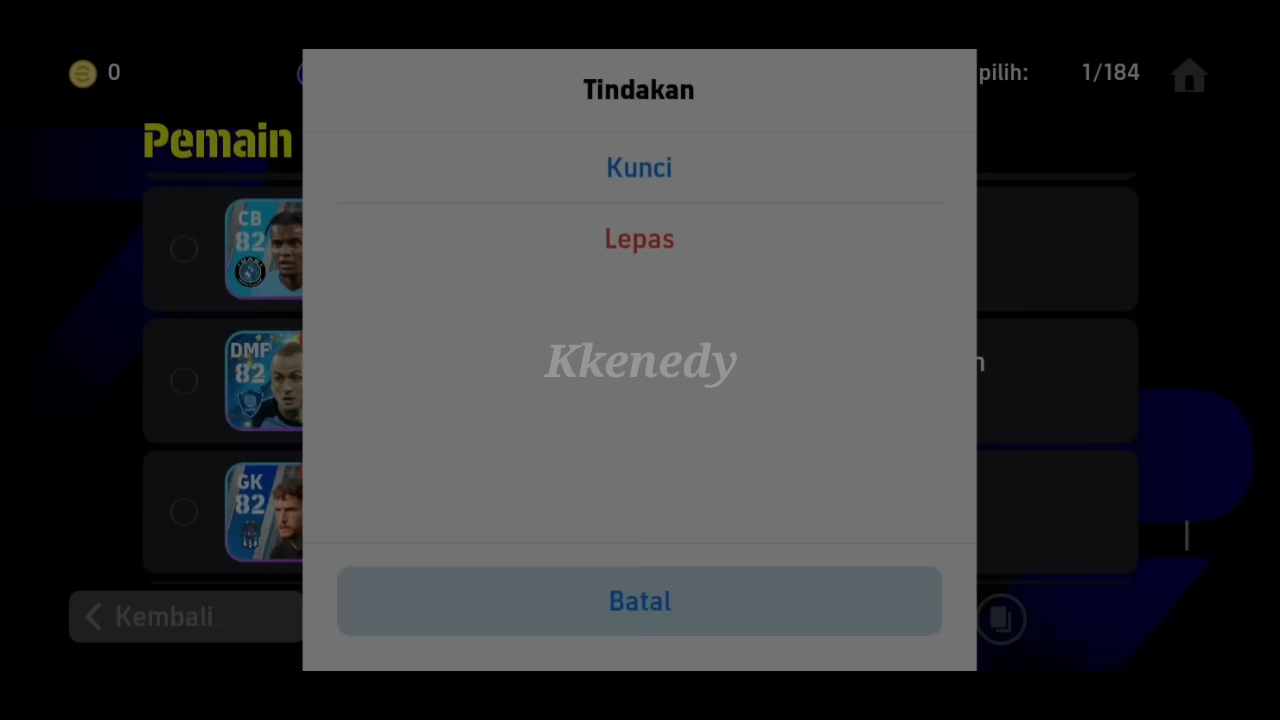 0
pilih: 1/184
Tindakan
Pemain
Kunci
CB
82
Lepas
DMF
82
n
Kkenedy
GK
82
Batal
Kembali